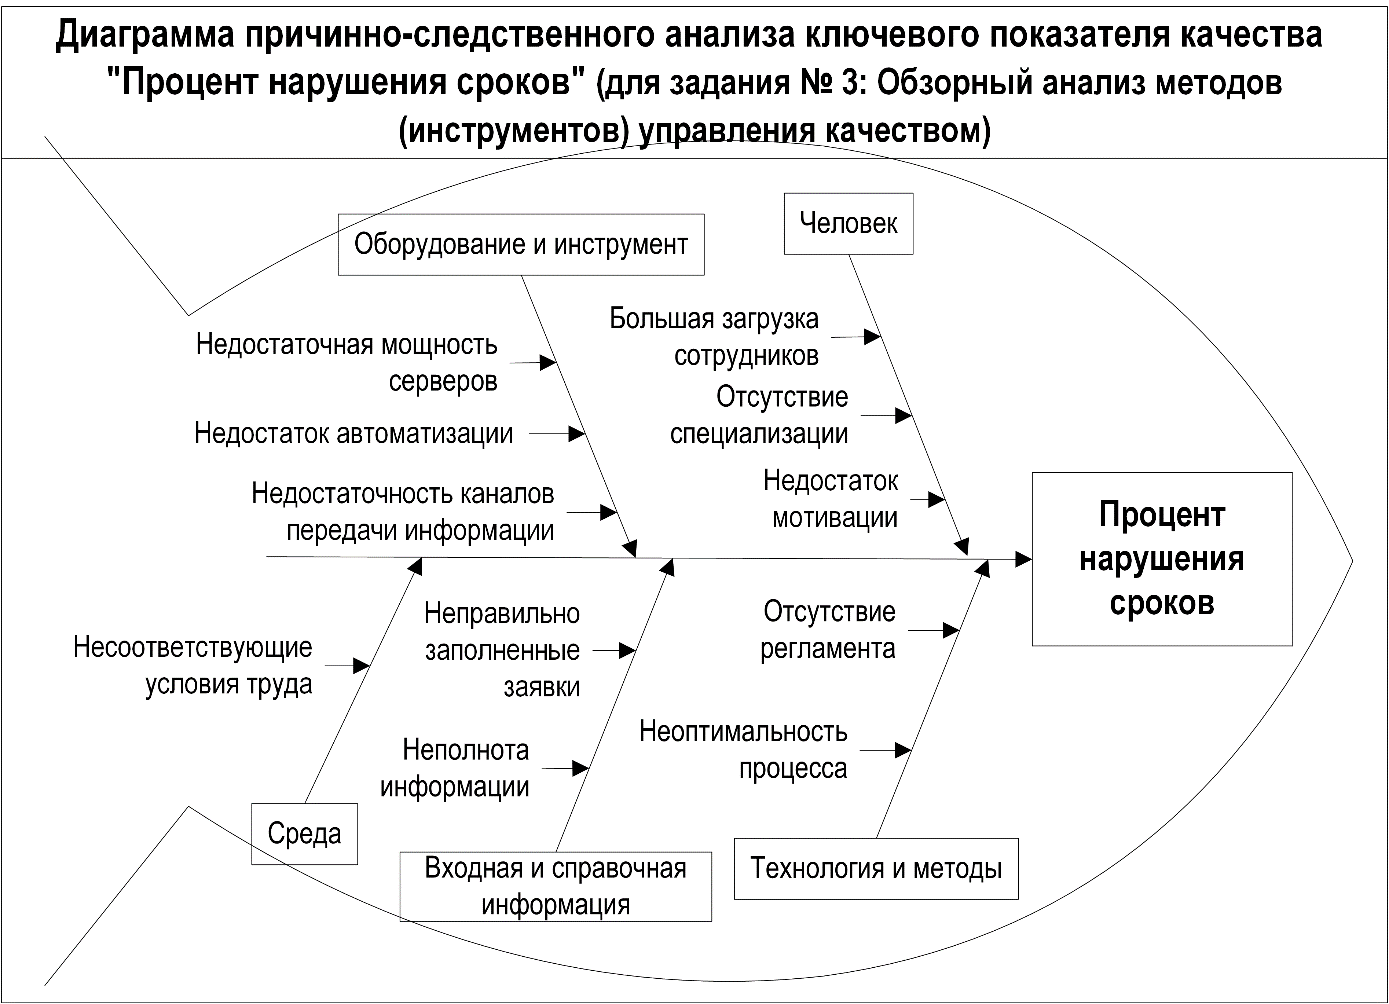 Диаграмма причинно-следственного анализа ключевого показателя качества
"Процент нарушения сроков" (для задания № 3: Обзорный анализ методов
(инструментов) управления качеством)
Оборудование и инструмент
Недостаточная мощность
серверов
Недостаток автоматизации
Недостаточность каналов
передачи информации
Человек
Большая загрузка
сотрудников
Отсутствие
специализации
Недостаток
мотивации
Процент
нарушения
сроков
Несоответствующие
условия труда
Среда
Неправильно
заполненные
заявки
Неполнота
информации
Входная и справочная
информация
Отсутствие
регламента
Неоптимальность
процесса
Технология и методы